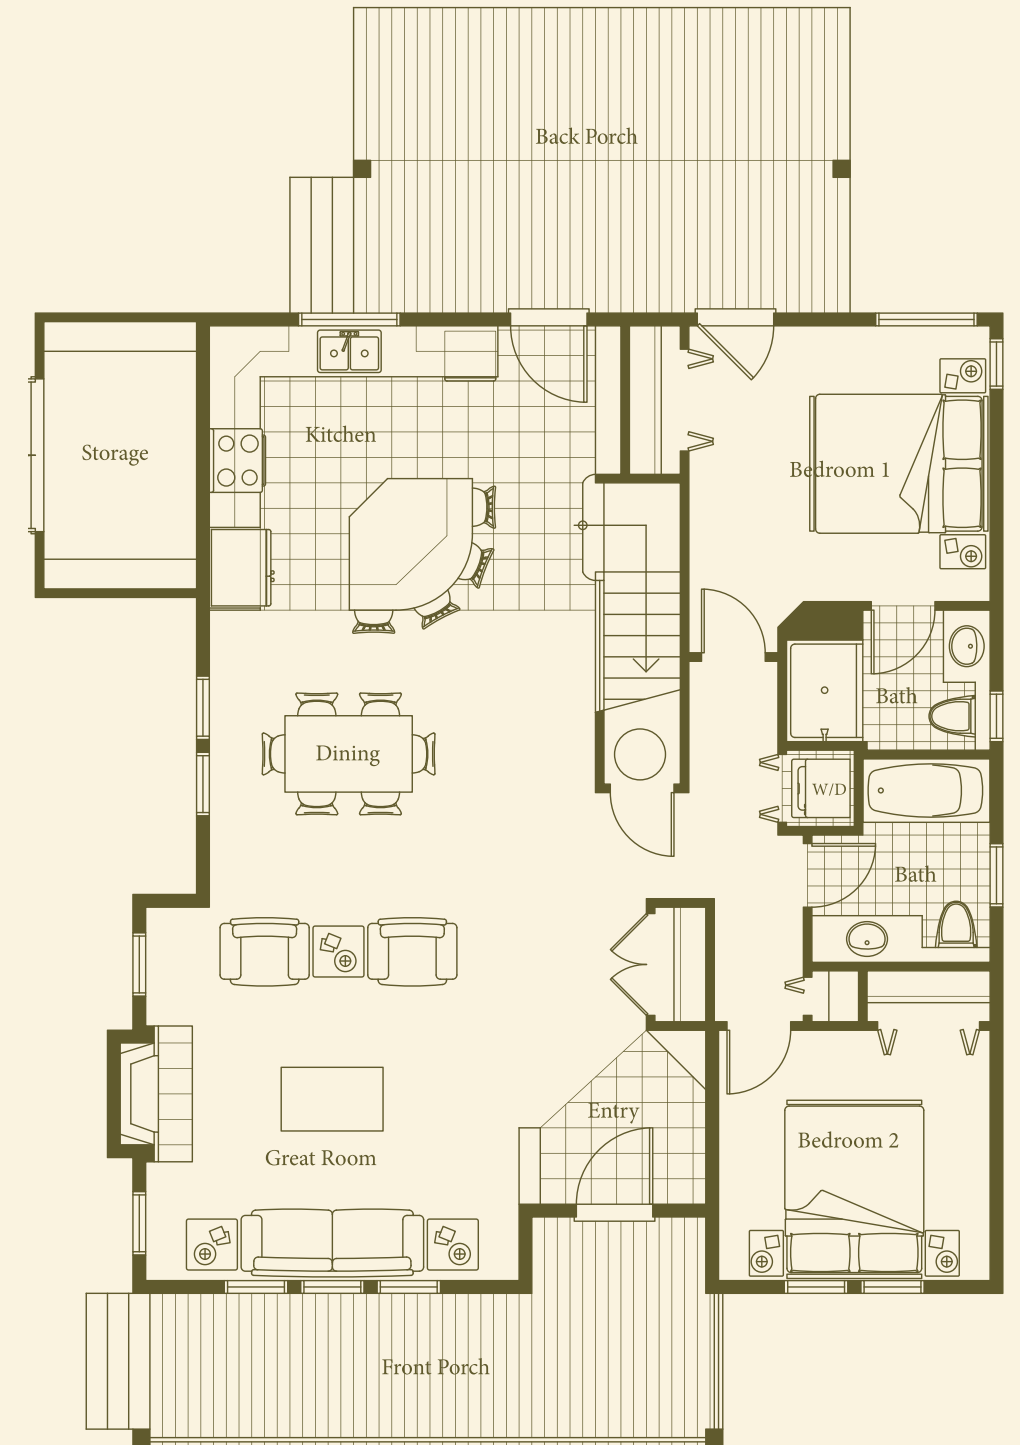 Back Porch
Storage
Kitchen
Bedroom 1
Bath
Dining
W/D
Bath
Entry
Bedroom 2
Great Room
Front Porch